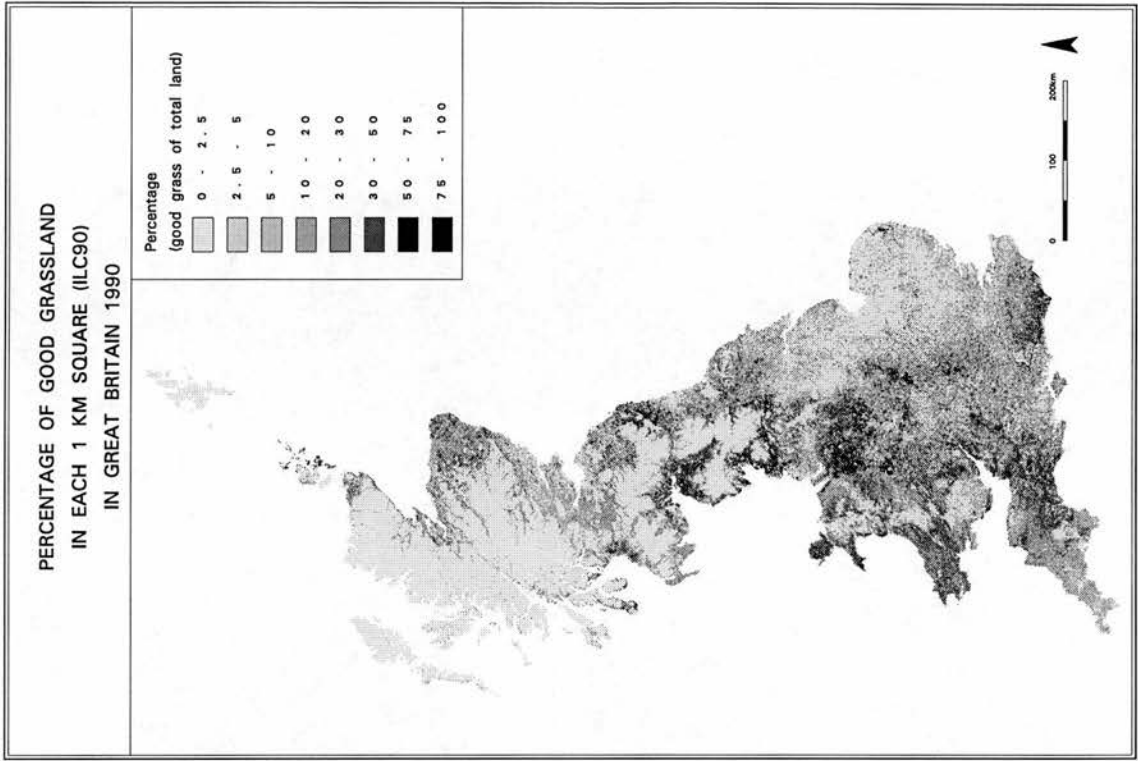 PERCENTAGE OF GOOD GRASSLAND
IN EACH 1 KM SQUARE (ILC90)
IN GREAT BRITAIN 1990
Percentage
(good grass of total land)
0 - 2.5
2.5 - 5
5 - 10
10 - 20
20 - 30
30 - 50
50 - 75
75 - 100
0 100 200km